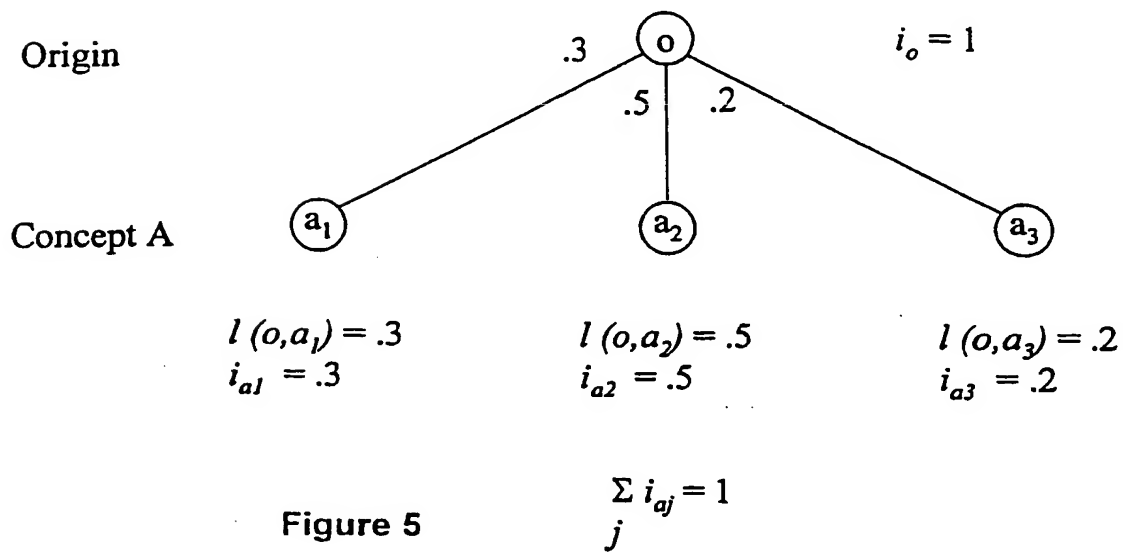 Origin
.3
o
i_o = 1
.5 .2
Concept A
a_1
a_2
a_3
l (o,a_1) = .3
i_a1 = .3
l (o,a_2) = .5
i_a2 = .5
l (o,a_3) = .2
i_a3 = .2
Σ i_aj = 1
j
Figure 5